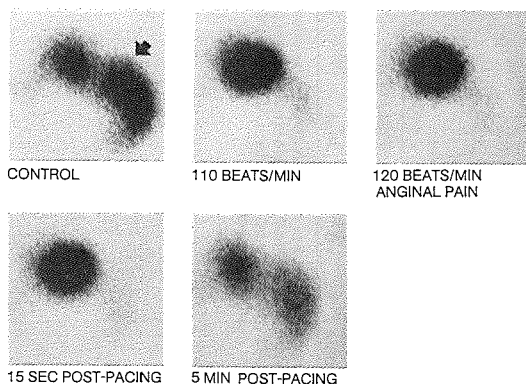 CONTROL
110 BEATS/MIN
120 BEATS/MIN
ANGINAL PAIN
15 SEC POST-PACING
5 MIN POST-PACING